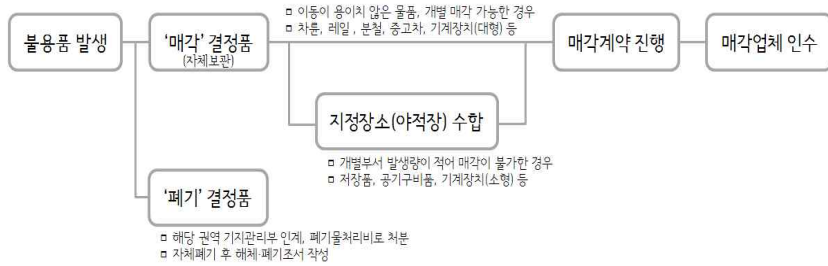 □ 이동이 용이치 않은 물품, 개별 매각 가능한 경우
□ 차륜, 레일, 분철, 중고차, 기계장치(대형) 등
불용품 발생
‘매각’ 결정품
(자체보관)
매각계약 진행
매각업체 인수
지정장소(야적장) 수합
□ 개별부서 발생량이 적어 매각이 불가한 경우
□ 저장품, 공기구비품, 기계장치(소형) 등
‘폐기’ 결정품
□ 해당 권역 기지관리부 인계, 폐기물처리비로 처분
□ 자체폐기 후 해체·폐기조서 작성